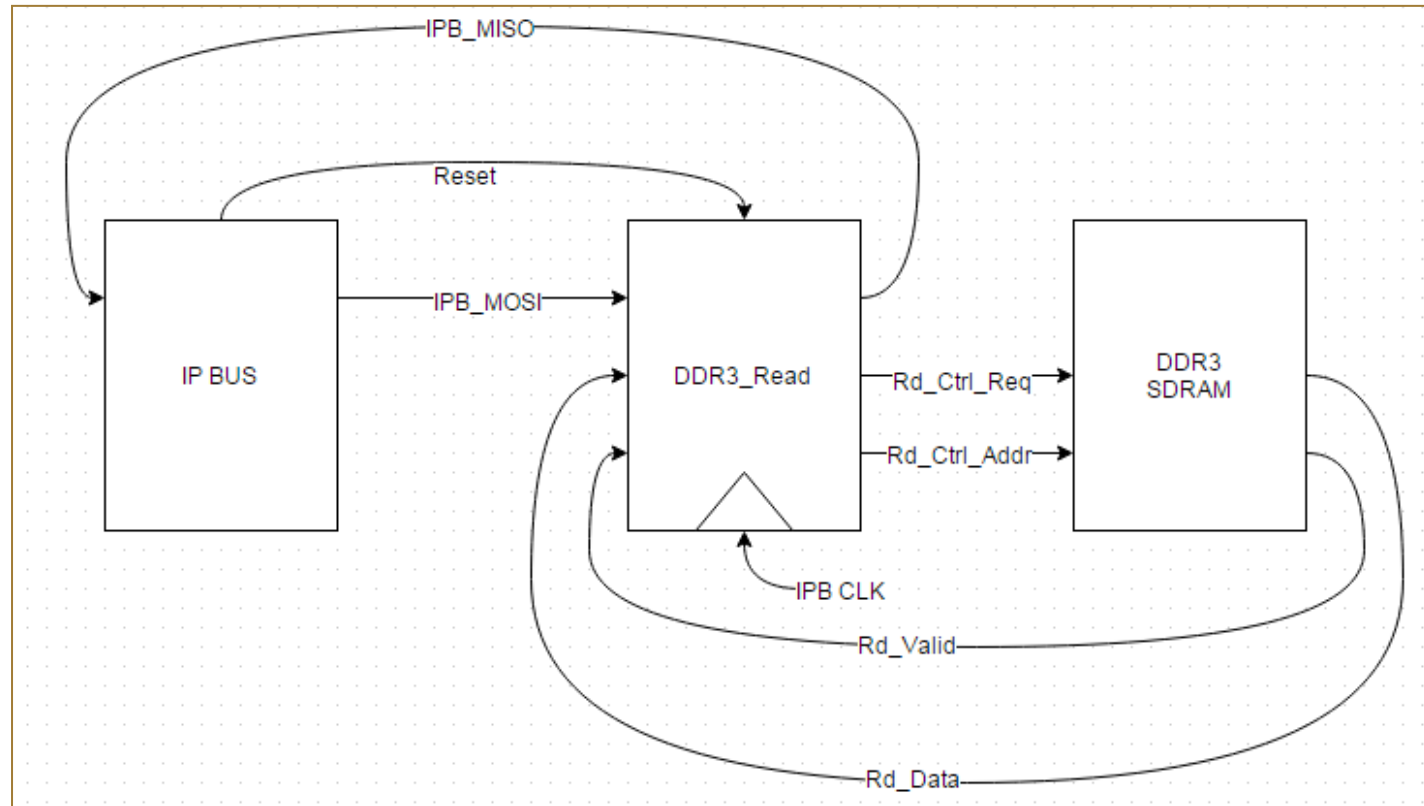 IPB_MISO
Reset
IPB_MOSI
IP BUS
DDR3_Read
Rd_Ctrl_Req
DDR3
SDRAM
Rd_Ctrl_Addr
IPB CLK
Rd_Valid
Rd_Data